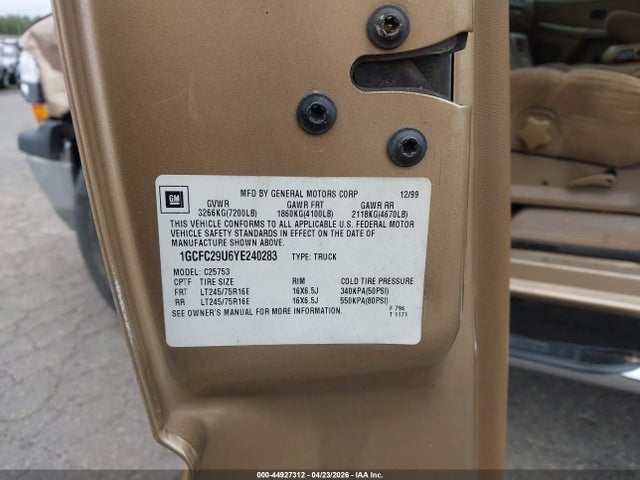 GM
MFD BY GENERAL MOTORS CORP 12/99
GVWR GAWR FRT GAWR RR
3266KG(7200LB) 1860KG(4100LB) 2118KG(4670LB)
THIS VEHICLE CONFORMS TO ALL APPLICABLE U.S. FEDERAL MOTOR
VEHICLE SAFETY STANDARDS IN EFFECT ON THE DATE OF
MANUFACTURE SHOWN ABOVE.
1GCFC29U6YE240283 TYPE: TRUCK
MODEL: C25753
CPTF TIRE SIZE RIM COLD TIRE PRESSURE
FRT LT245/75R16E 16X6.5J 340KPA(50PSI)
RR LT245/75R16E 16X6.5J 550KPA(80PSI)
SEE OWNER'S MANUAL FOR MORE INFORMATION.
F 796
T 1171
000-44927312 - 04/23/2026 - IAA Inc.